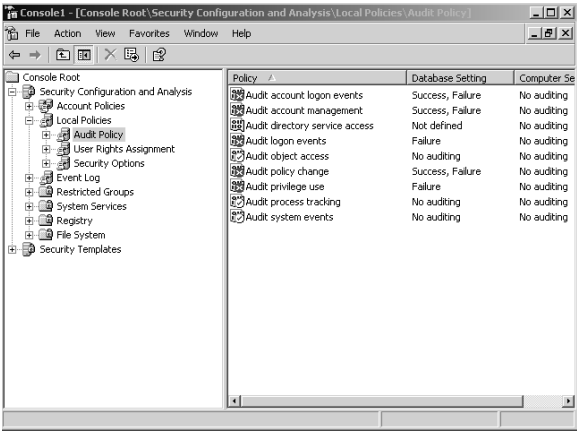 Console1 - [Console Root\Security Configuration and Analysis\Local Policies\Audit Policy]
File Action View Favorites Window Help
Console Root
Security Configuration and Analysis
Account Policies
Local Policies
Audit Policy
User Rights Assignment
Security Options
Event Log
Restricted Groups
System Services
Registry
File System
Security Templates
Policy Database Setting Computer Se
Audit account logon events Success, Failure No auditing
Audit account management Success, Failure No auditing
Audit directory service access Not defined No auditing
Audit logon events Failure No auditing
Audit object access No auditing No auditing
Audit policy change Success, Failure No auditing
Audit privilege use Failure No auditing
Audit process tracking No auditing No auditing
Audit system events No auditing No auditing